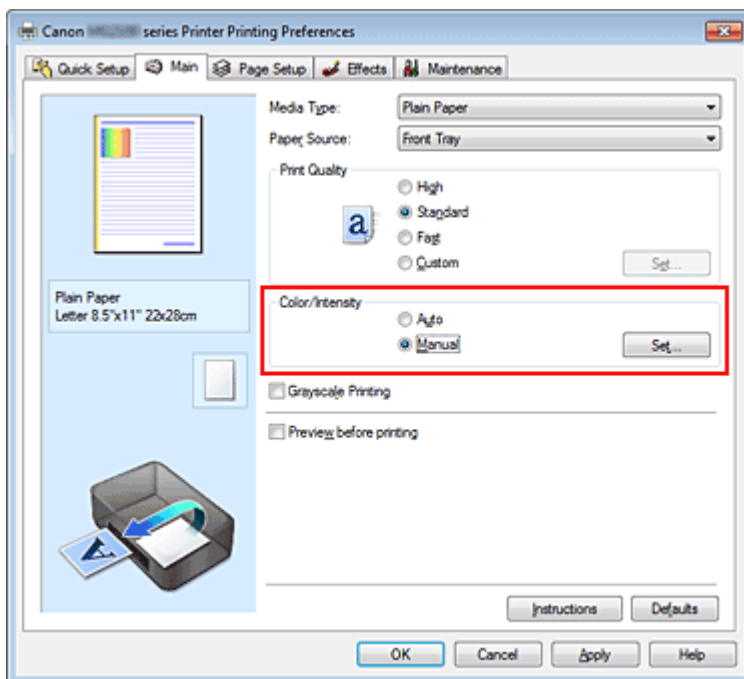 Canon series Printer Printing Preferences
Quick Setup Main Page Setup Effects Maintenance
Media Type: Plain Paper
Paper Source: Front Tray
Print Quality
High
Standard
Fast
Custom Set...
Plain Paper
Letter 8.5"x11" 22x28cm
Color/Intensity
Auto
Manual Set...
Grayscale Printing
Preview before printing
Instructions Defaults
OK Cancel Apply Help